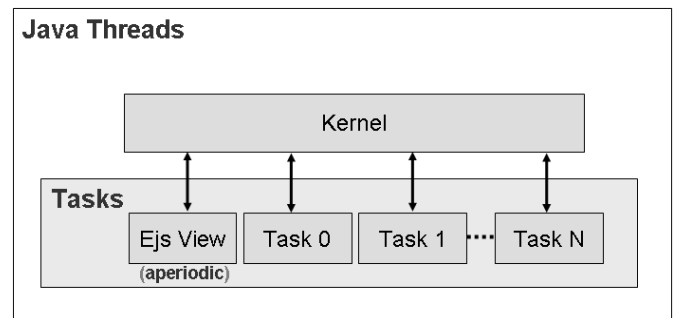 Java Threads
Kernel
Tasks
Ejs View
Task 0
Task 1
Task N
(aperiodic)